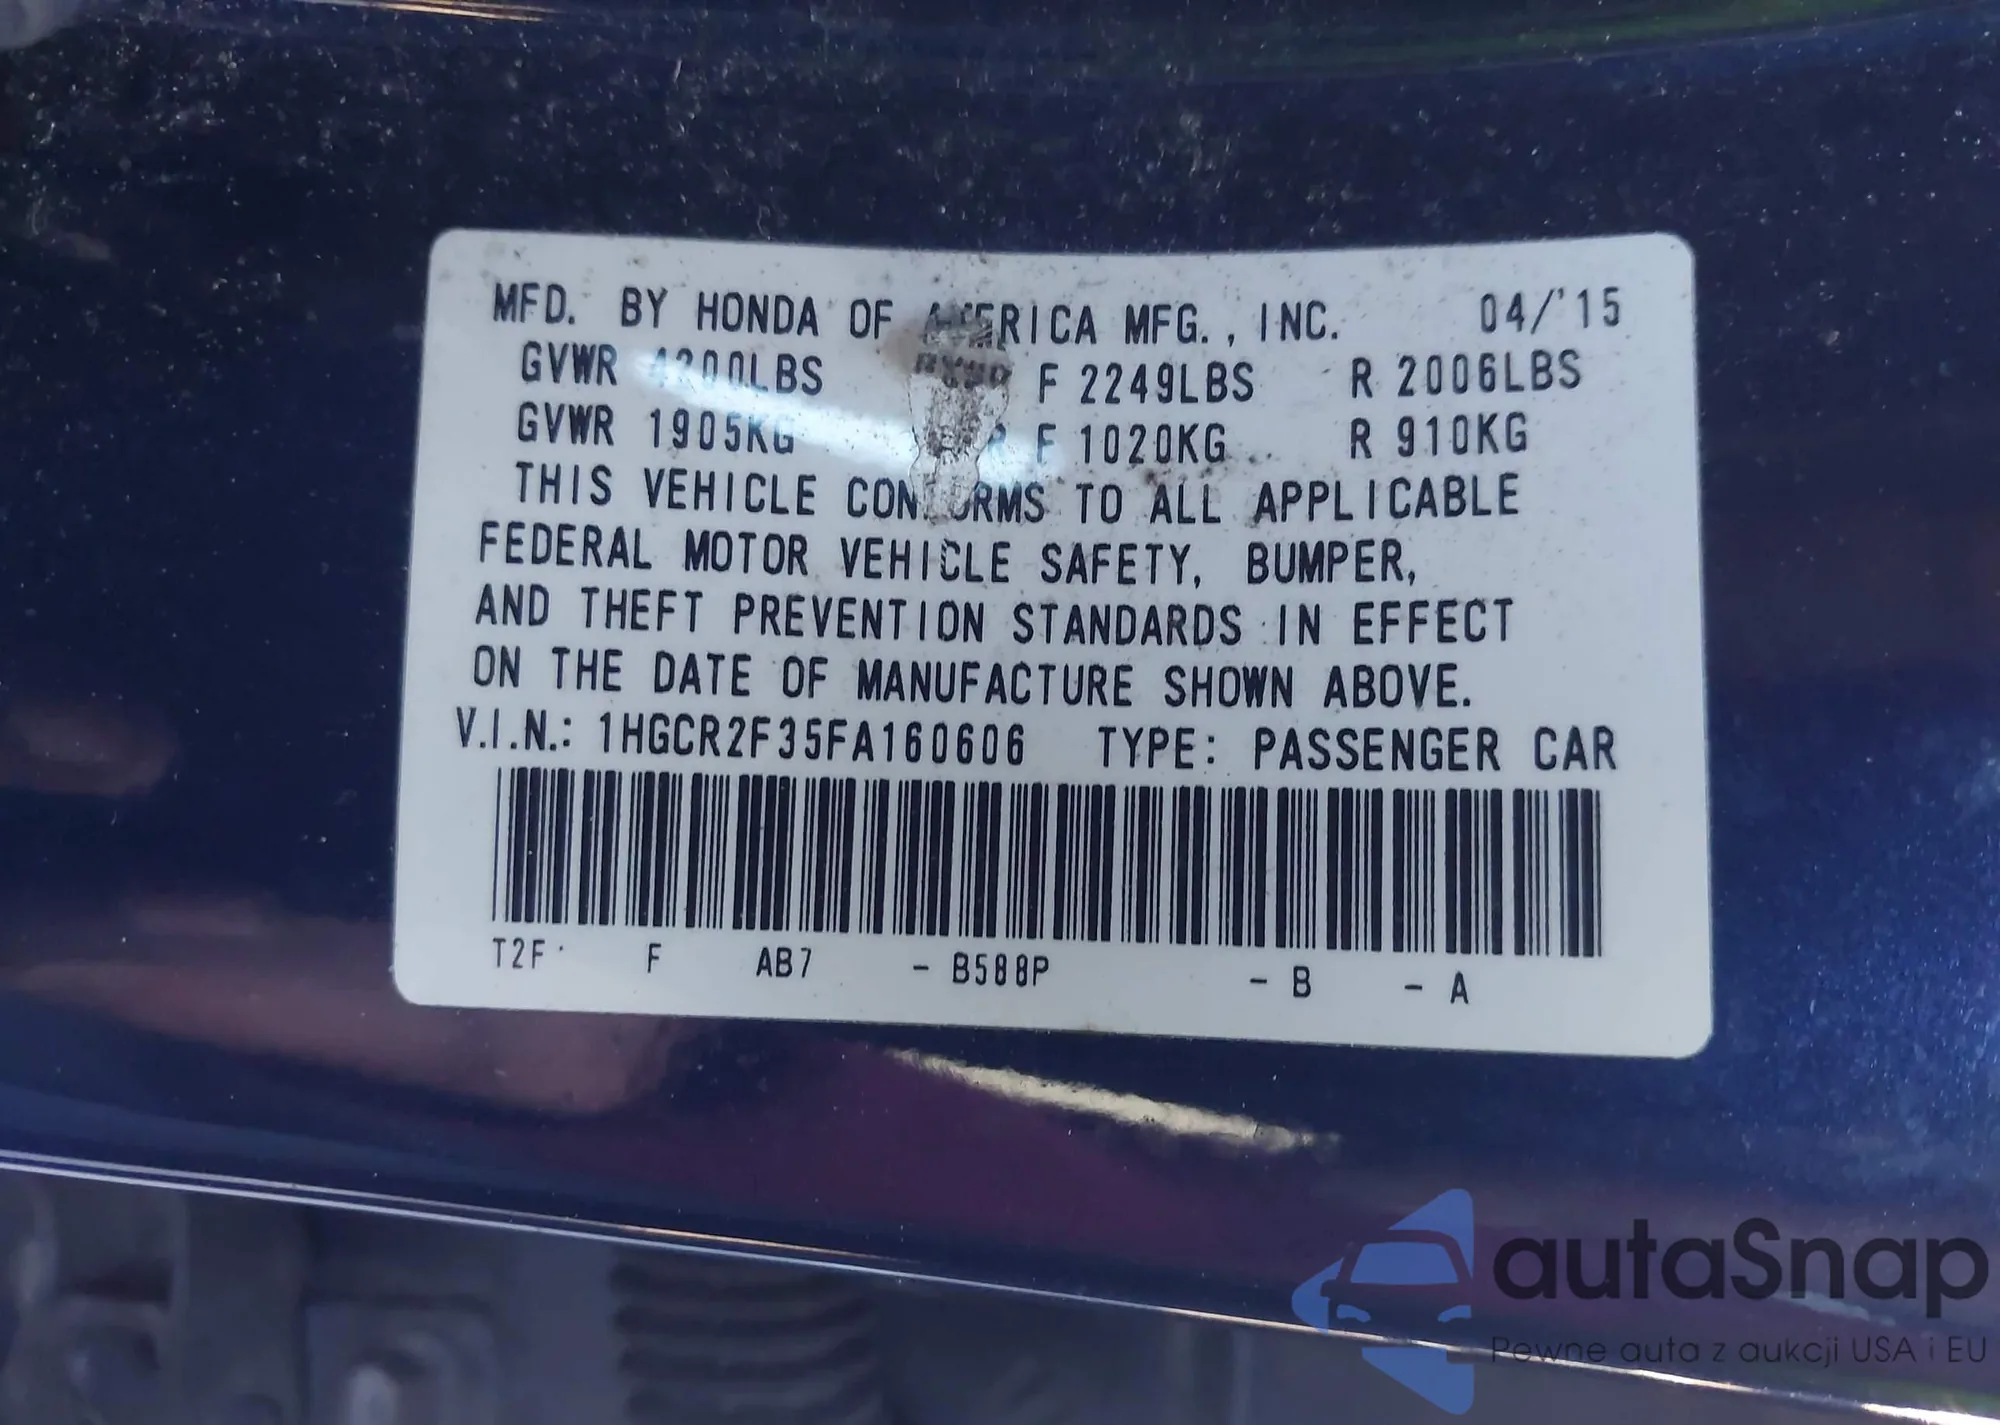 MFD. BY HONDA OF AMERICA MFG., INC. 04/'15
GVWR 4200LBS F 2249LBS R 2006LBS
GVWR 1905KG F 1020KG R 910KG
THIS VEHICLE CONFORMS TO ALL APPLICABLE
FEDERAL MOTOR VEHICLE SAFETY, BUMPER,
AND THEFT PREVENTION STANDARDS IN EFFECT
ON THE DATE OF MANUFACTURE SHOWN ABOVE.
V.I.N.: 1HGCR2F35FA160606 TYPE: PASSENGER CAR
T2F F AB7 - B588P - B - A
autaSnap
Pewne auta z aukcji USA i EU